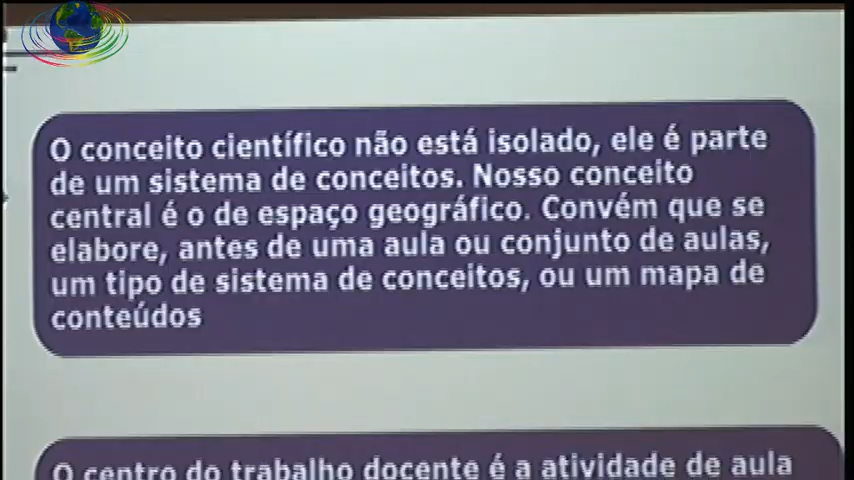 O conceito científico não está isolado, ele é parte
de um sistema de conceitos. Nosso conceito
central é o de espaço geográfico. Convém que se
elabore, antes de uma aula ou conjunto de aulas,
um tipo de sistema de conceitos, ou um mapa de
conteúdos
O centro do trabalho docente é a atividade de aula